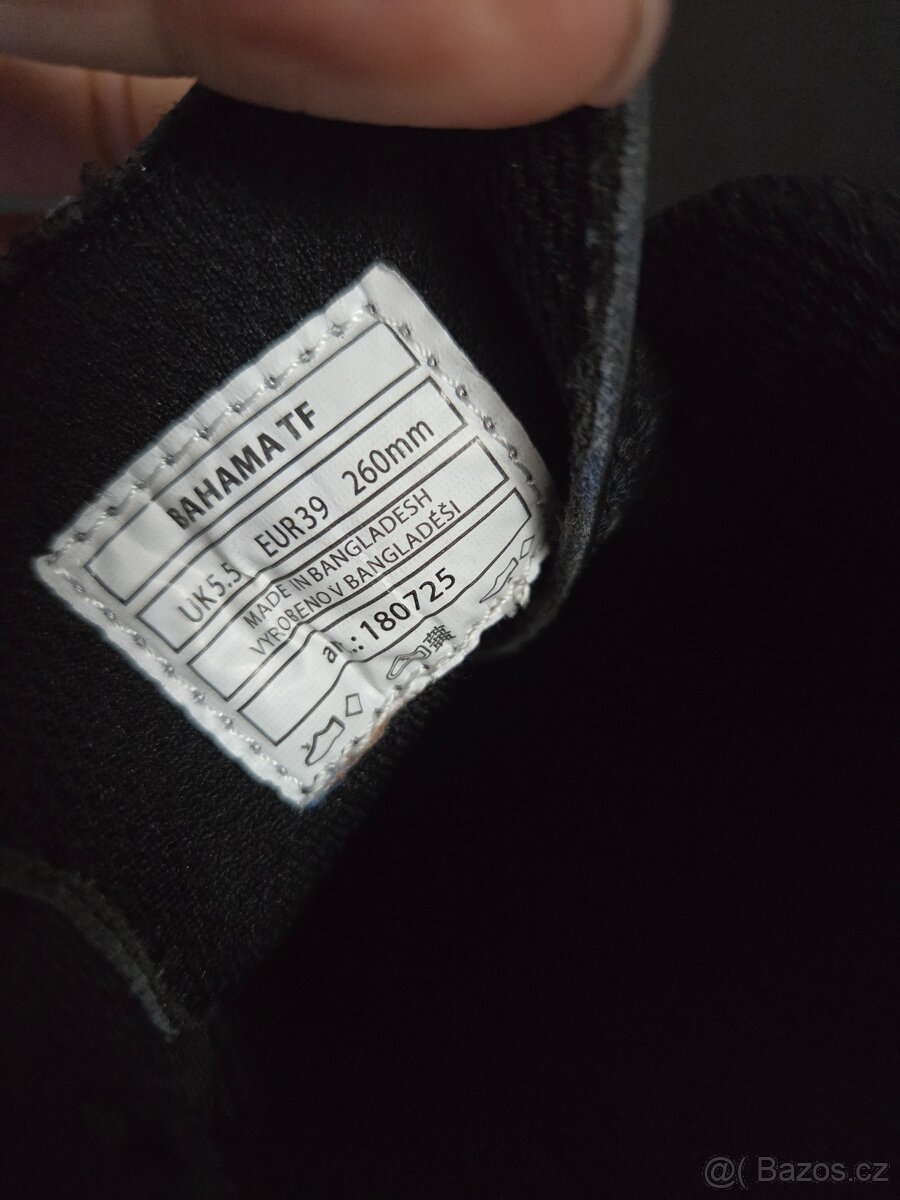 BAHAMA TF
UK5.5 EUR39 260mm
MADE IN BANGLADESH
VYROBENO V BANGLADÉŠI
180725
@( Bazos.cz